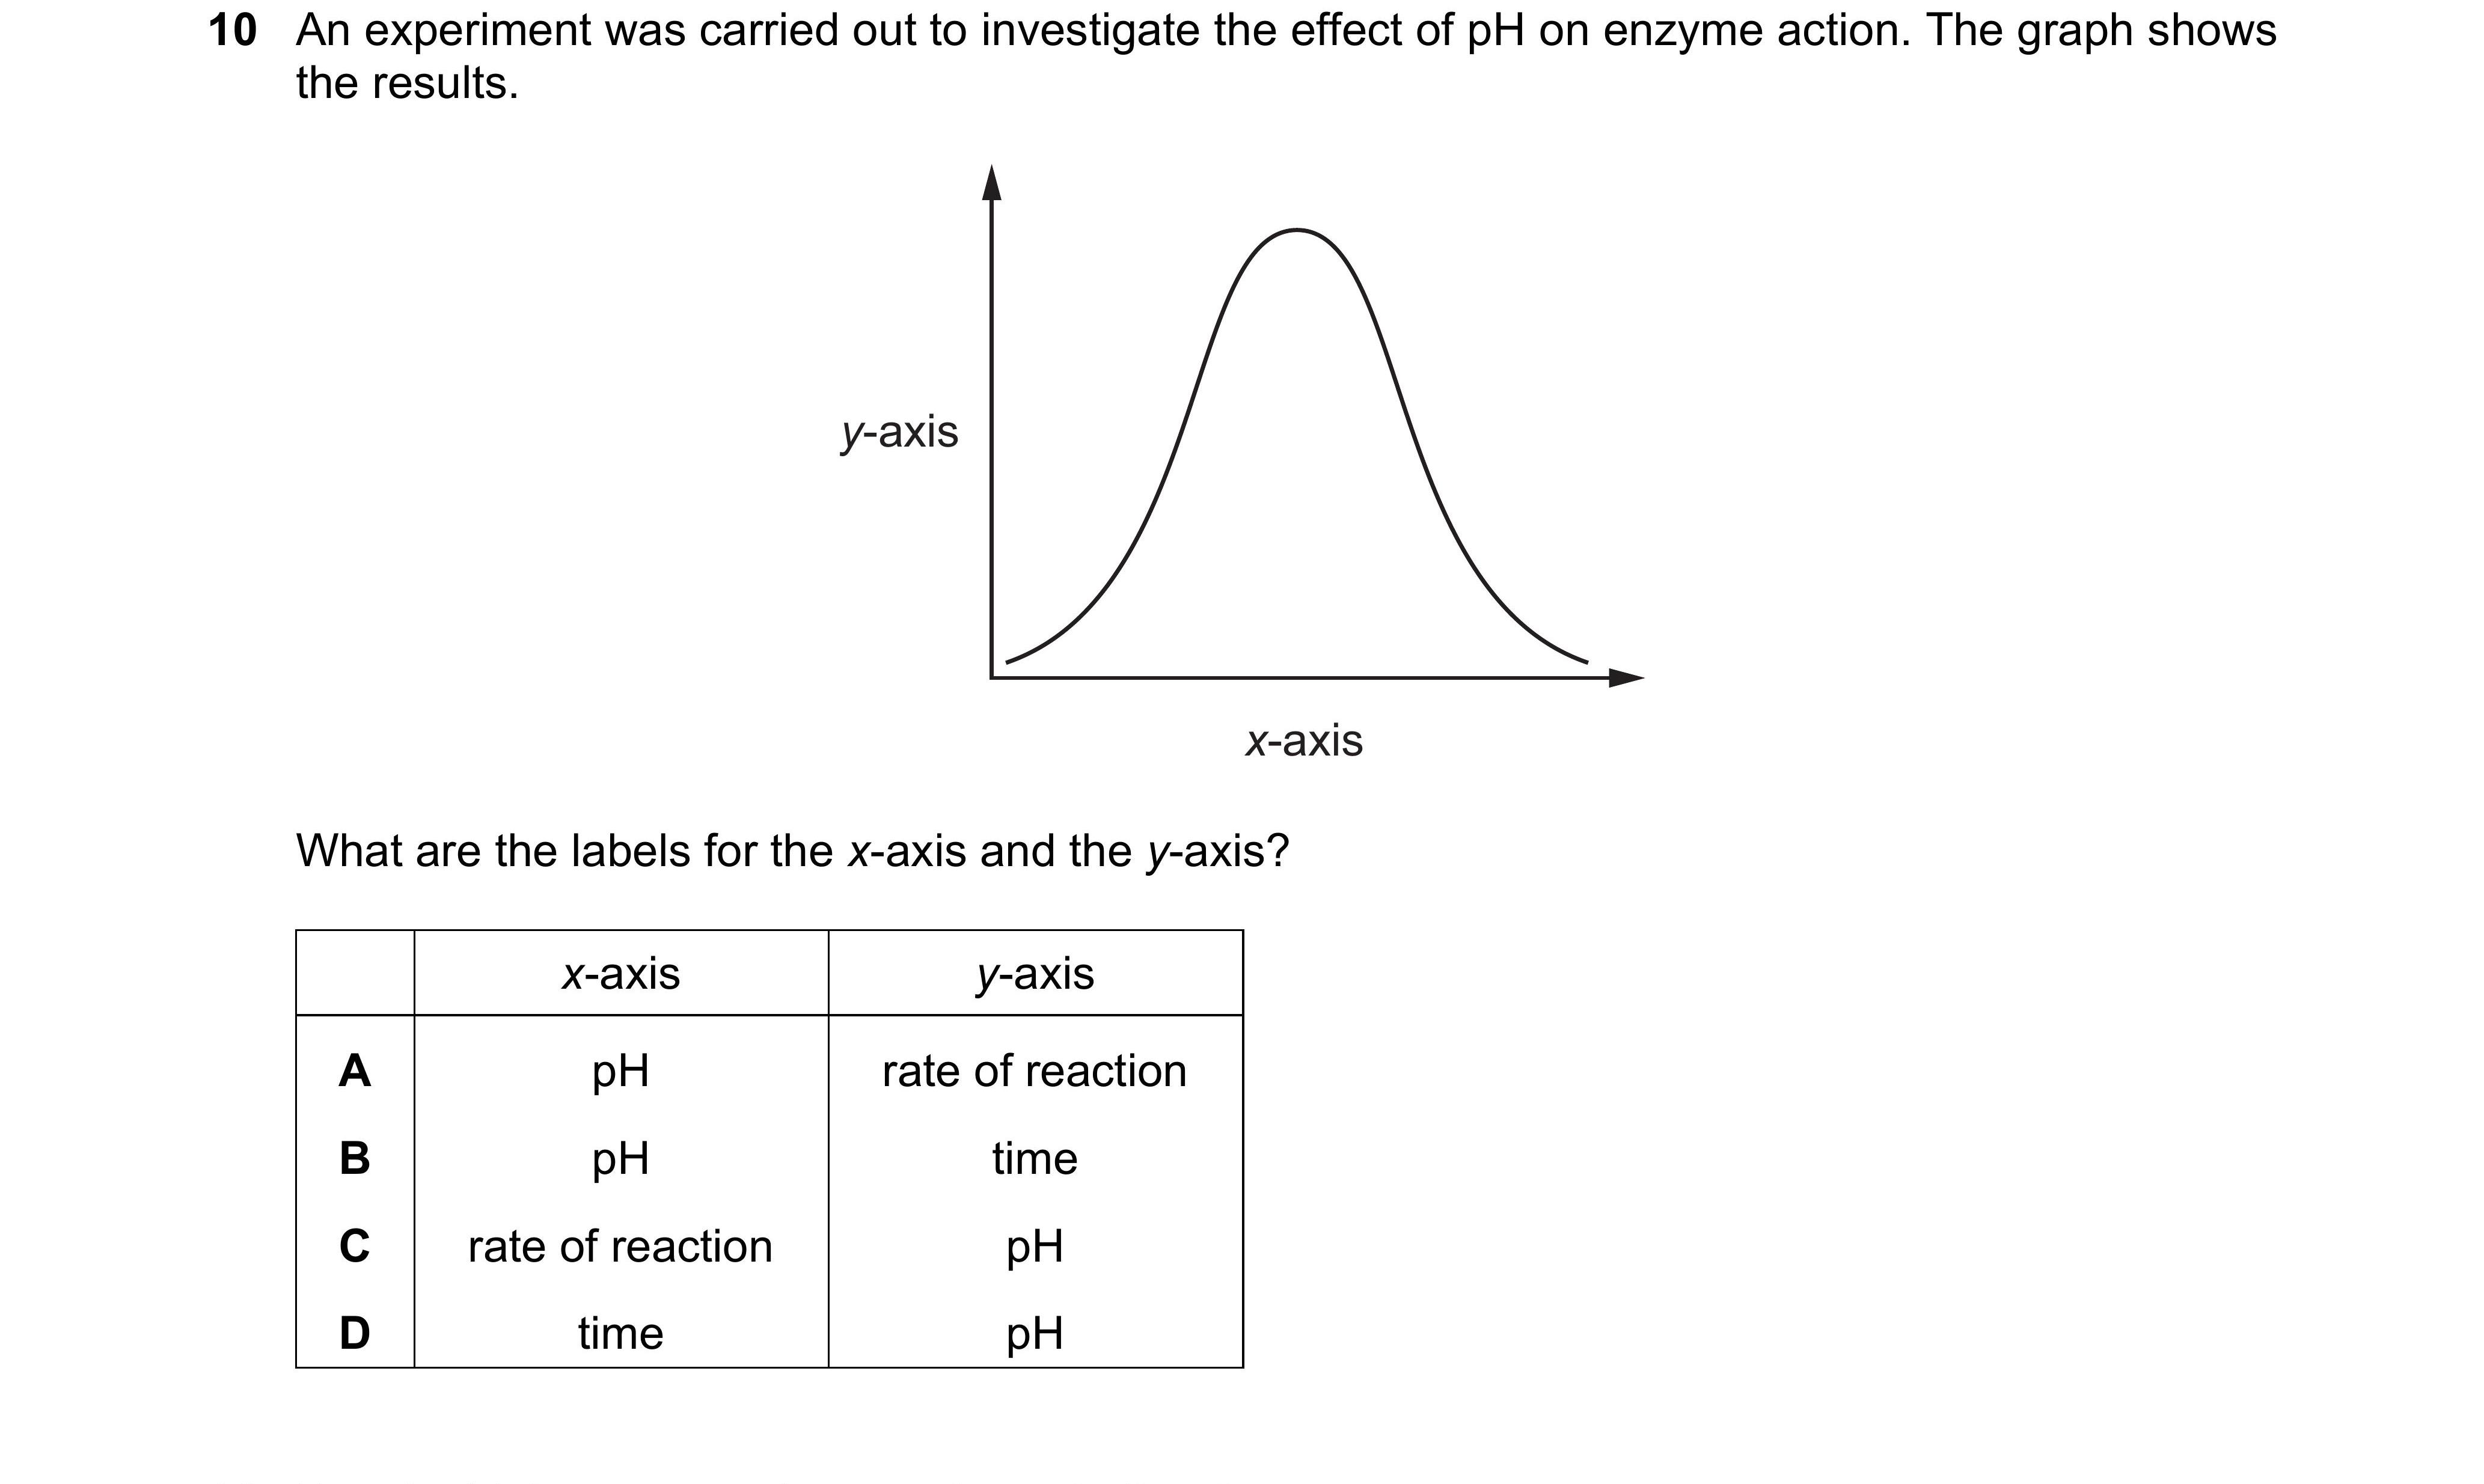 10 An experiment was carried out to investigate the effect of pH on enzyme action. The graph shows
the results.
y-axis
x-axis
What are the labels for the x-axis and the y-axis?
x-axis y-axis
A pH rate of reaction
B pH time
C rate of reaction pH
D time pH